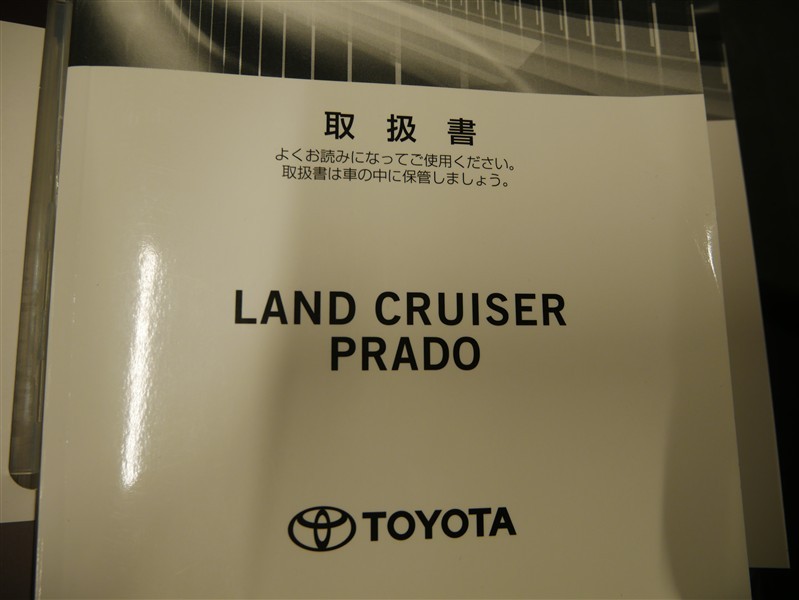 取扱書
よくお読みになってご使用ください。
取扱書は車の中に保管しましょう。
LAND CRUISER
PRADO
TOYOTA